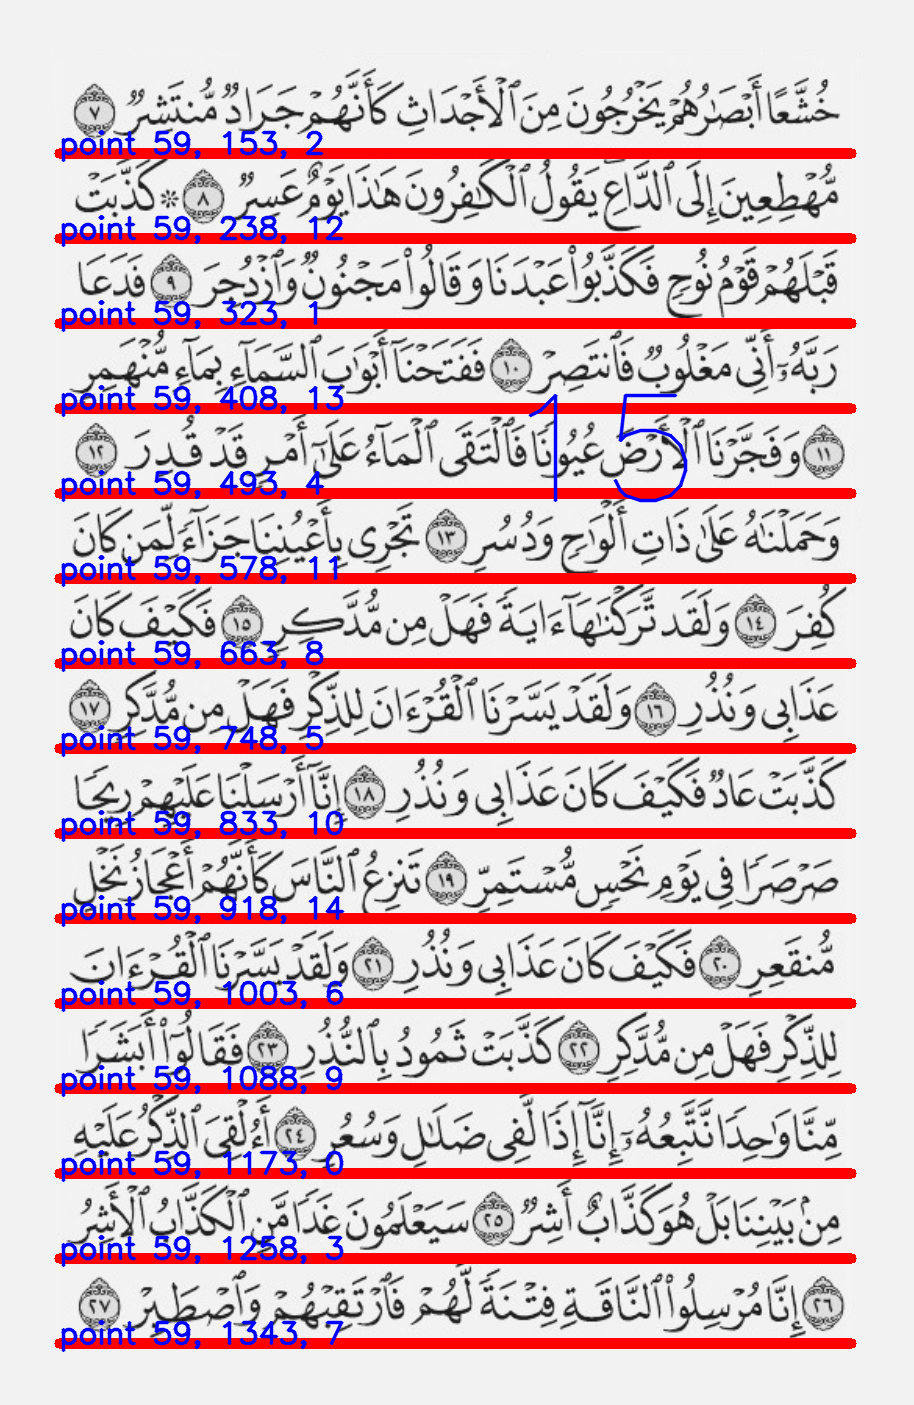 خُشَّعًا أَبْصَٰرُهُمْ يَخْرُجُونَ مِنَ ٱلْأَجْدَاثِ كَأَنَّهُمْ جَرَادٌ مُّنتَشِرٌ ٧
point 59, 153, 2
مُّهْطِعِينَ إِلَى ٱلدَّاعِ يَقُولُ ٱلْكَٰفِرُونَ هَٰذَا يَوْمٌ عَسِرٌ ٨ ۞ كَذَّبَتْ
point 59, 238, 12
قَبْلَهُمْ قَوْمُ نُوحٍ فَكَذَّبُوا۟ عَبْدَنَا وَقَالُوا۟ مَجْنُونٌ وَٱزْدُجِرَ ٩ فَدَعَا
point 59, 323, 1
رَبَّهُۥٓ أَنِّى مَغْلُوبٌ فَٱنتَصِرْ ١٠ فَفَتَحْنَآ أَبْوَٰبَ ٱلسَّمَآءِ بِمَآءٍ مُّنْهَمِرٍ
point 59, 408, 13
١١ وَفَجَّرْنَا ٱلْأَرْضَ عُيُونًا فَٱلْتَقَى ٱلْمَآءُ عَلَىٰٓ أَمْرٍ قَدْ قُدِرَ ١٢
15
point 59, 493, 4
وَحَمَلْنَٰهُ عَلَىٰ ذَاتِ أَلْوَٰحٍ وَدُسُرٍ ١٣ تَجْرِى بِأَعْيُنِنَا جَزَآءً لِّمَن كَانَ
point 59, 578, 11
كُفِرَ ١٤ وَلَقَد تَّرَكْنَٰهَآ ءَايَةً فَهَلْ مِن مُّدَّكِرٍ ١٥ فَكَيْفَ كَانَ
point 59, 663, 8
عَذَابِى وَنُذُرِ ١٦ وَلَقَدْ يَسَّرْنَا ٱلْقُرْءَانَ لِلذِّكْرِ فَهَلْ مِن مُّدَّكِرٍ ١٧
point 59, 748, 5
كَذَّبَتْ عَادٌ فَكَيْفَ كَانَ عَذَابِى وَنُذُرِ ١٨ إِنَّآ أَرْسَلْنَا عَلَيْهِمْ رِيحًا
point 59, 833, 10
صَرْصَرًا فِى يَوْمِ نَحْسٍ مُّسْتَمِرٍّ ١٩ تَنزِعُ ٱلنَّاسَ كَأَنَّهُمْ أَعْجَازُ نَخْلٍ
point 59, 918, 14
مُّنقَعِرٍ ٢٠ فَكَيْفَ كَانَ عَذَابِى وَنُذُرِ ٢١ وَلَقَدْ يَسَّرْنَا ٱلْقُرْءَانَ
point 59, 1003, 6
لِلذِّكْرِ فَهَلْ مِن مُّدَّكِرٍ ٢٢ كَذَّبَتْ ثَمُودُ بِٱلنُّذُرِ ٢٣ فَقَالُوٓا۟ أَبَشَرًا
point 59, 1088, 9
مِّنَّا وَٰحِدًا نَّتَّبِعُهُۥٓ إِنَّآ إِذًا لَّفِى ضَلَٰلٍ وَسُعُرٍ ٢٤ أَءُلْقِىَ ٱلذِّكْرُ عَلَيْهِ
point 59, 1173, 0
مِنۢ بَيْنِنَا بَلْ هُوَ كَذَّابٌ أَشِرٌ ٢٥ سَيَعْلَمُونَ غَدًا مَّنِ ٱلْكَذَّابُ ٱلْأَشِرُ
point 59, 1258, 3
٢٦ إِنَّا مُرْسِلُوا۟ ٱلنَّاقَةِ فِتْنَةً لَّهُمْ فَٱرْتَقِبْهُمْ وَٱصْطَبِرْ ٢٧
point 59, 1343, 7